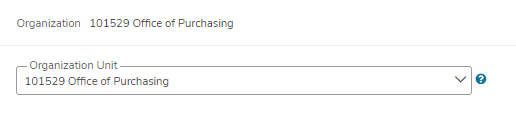 Organization 101529 Office of Purchasing
Organization Unit
101529 Office of Purchasing
?